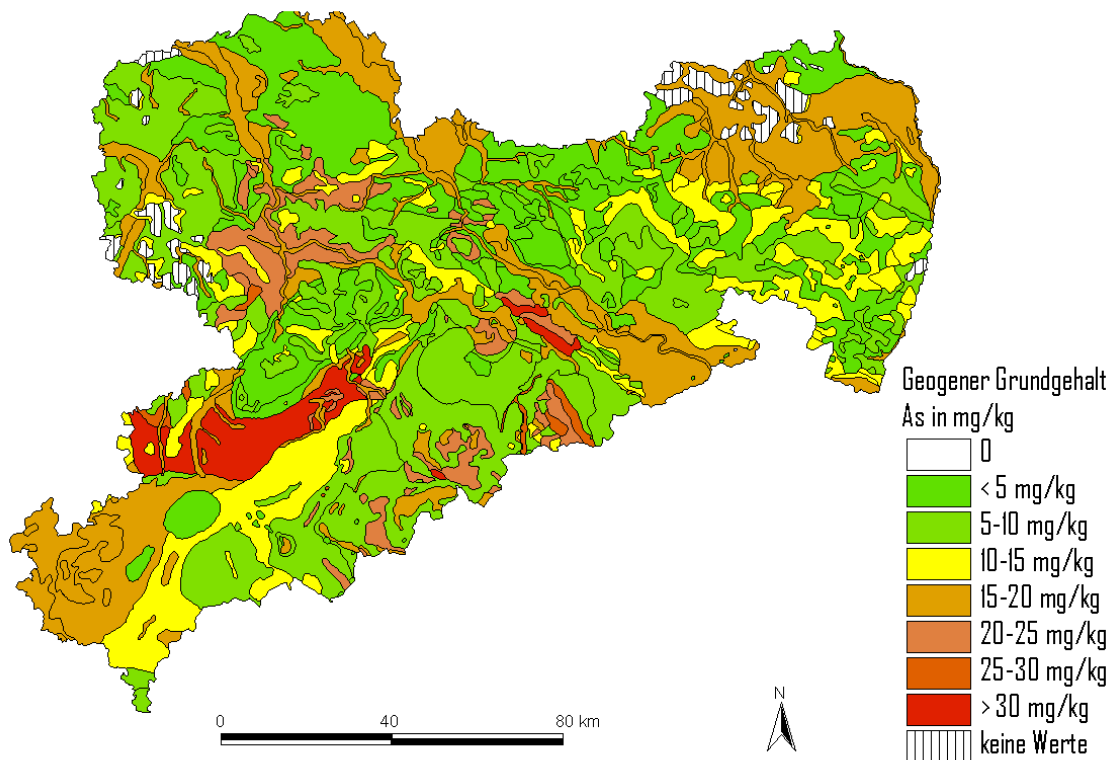 Geogener Grundgehalt
As in mg/kg
0
< 5 mg/kg
5-10 mg/kg
10-15 mg/kg
15-20 mg/kg
20-25 mg/kg
25-30 mg/kg
> 30 mg/kg
keine Werte
N
0 40 80 km